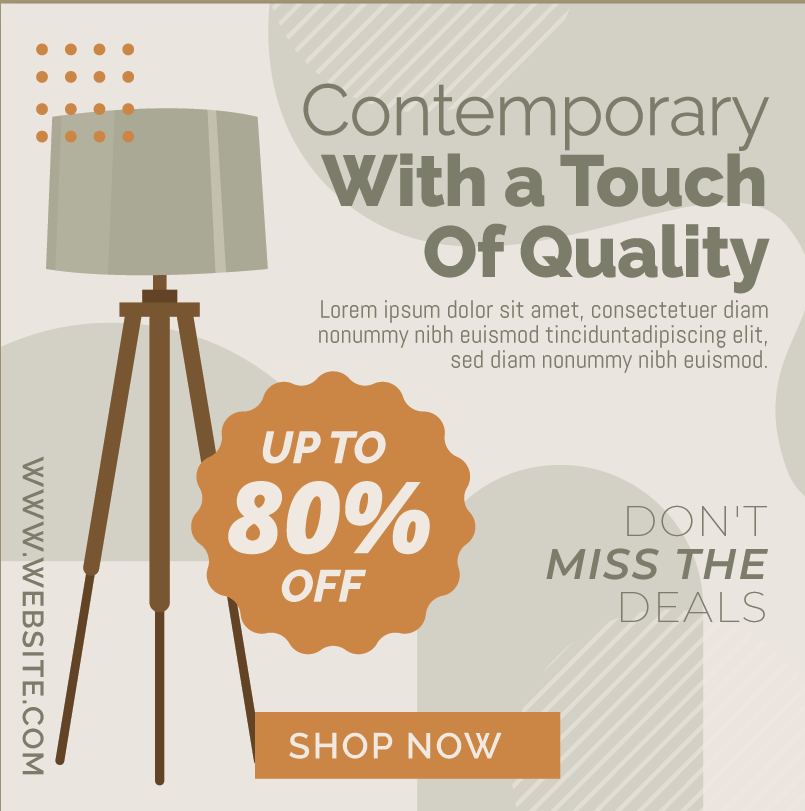 Contemporary
With a Touch
Of Quality
Lorem ipsum dolor sit amet, consectetuer diam
nonummy nibh euismod tinciduntadipiscing elit,
sed diam nonummy nibh euismod.
UP TO
80%
OFF
DON'T
MISS THE
DEALS
WWW.WEBSITE.COM
SHOP NOW